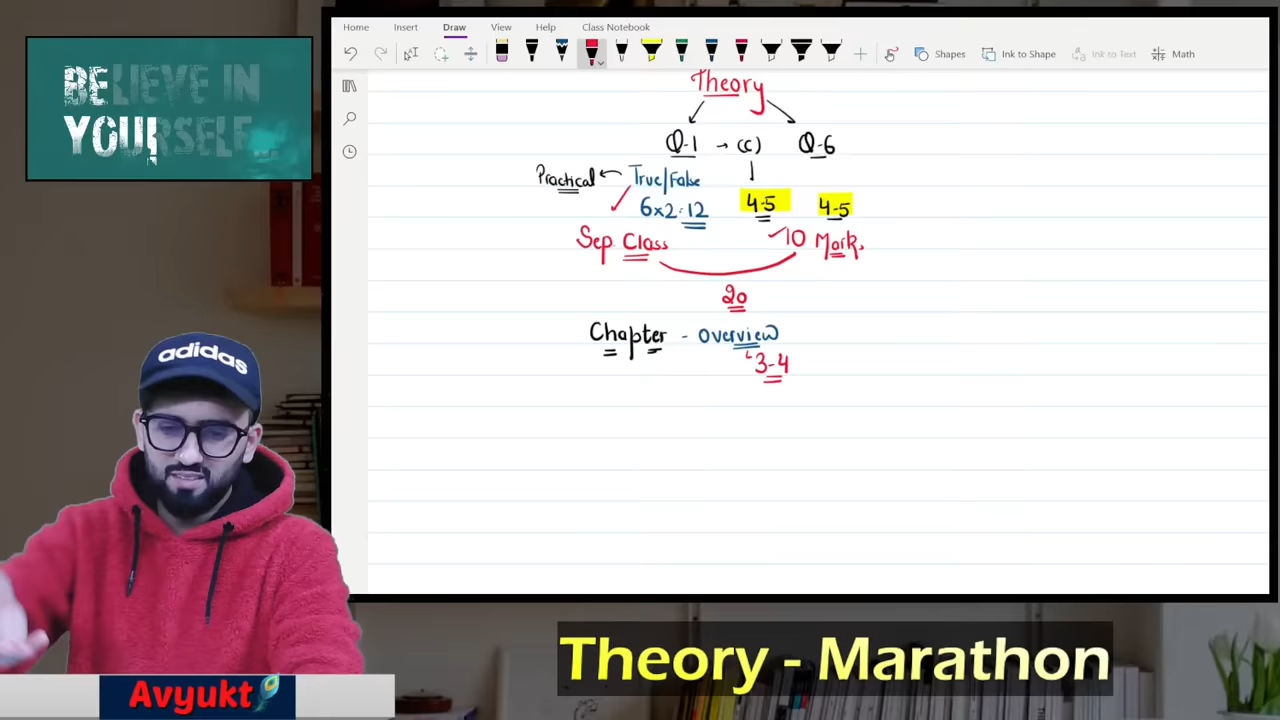 BELIEVE IN
YOURSELF
Home Insert Draw View Help Class Notebook
Shapes Ink to Shape Ink to Text Math
Theory
Q-1 → (c) Q-6
Practical ← True/False
4-5 4-5
6x2=12
Sep. Class 10 Mark.
20
Chapter - Overview
3-4
adidas
Theory - Marathon
Avyukt